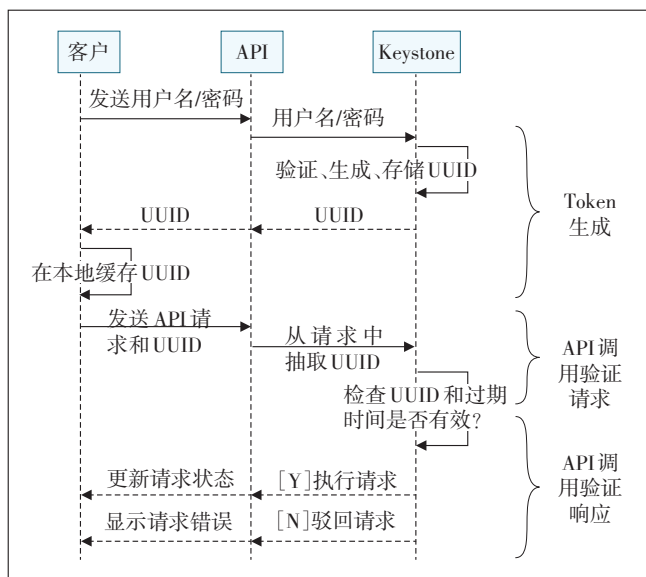 客户
API
Keystone
发送用户名/密码
用户名/密码
验证、生成、存储UUID
UUID
UUID
Token
生成
在本地缓存UUID
发送 API请
求和UUID
从请求中
抽取UUID
检查UUID和过期
时间是否有效?
API调
用验证
请求
更新请求状态
[Y]执行请求
显示请求错误
[N]驳回请求
API调
用验证
响应